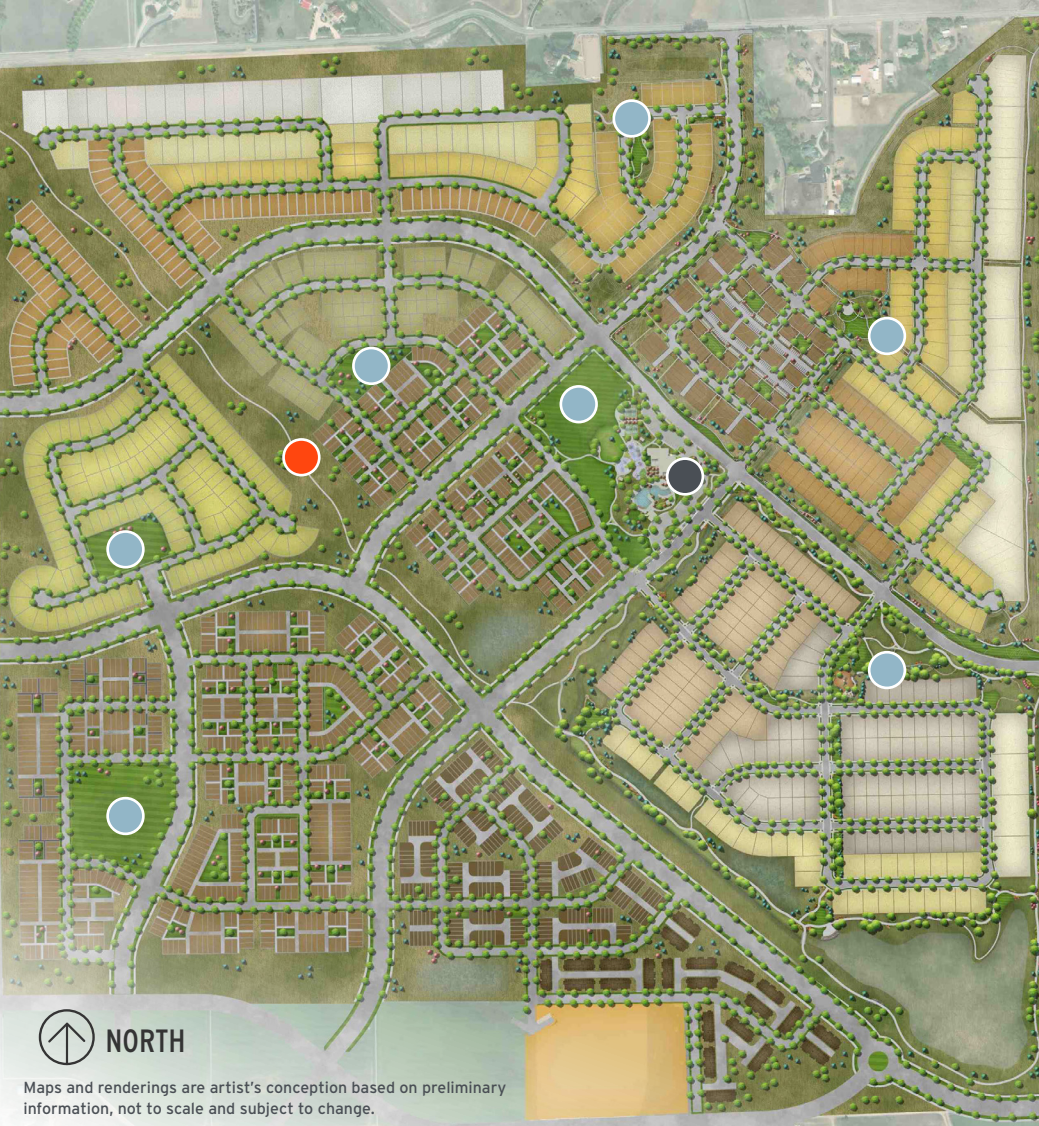 NORTH
Maps and renderings are artist's conception based on preliminary
information, not to scale and subject to change.